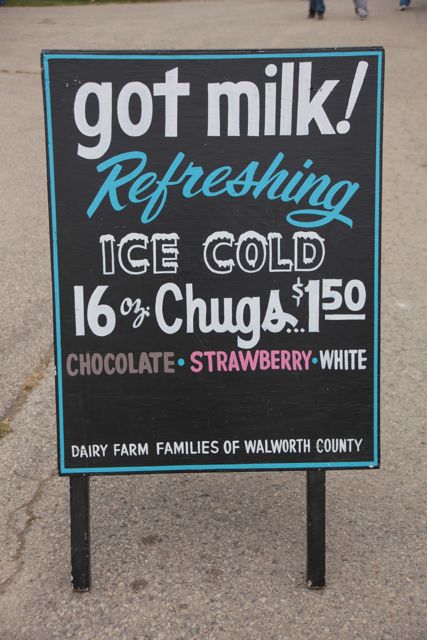 got milk!
Refreshing
ICE COLD
16 oz. Chugs...$1.50
CHOCOLATE • STRAWBERRY • WHITE
DAIRY FARM FAMILIES OF WALWORTH COUNTY